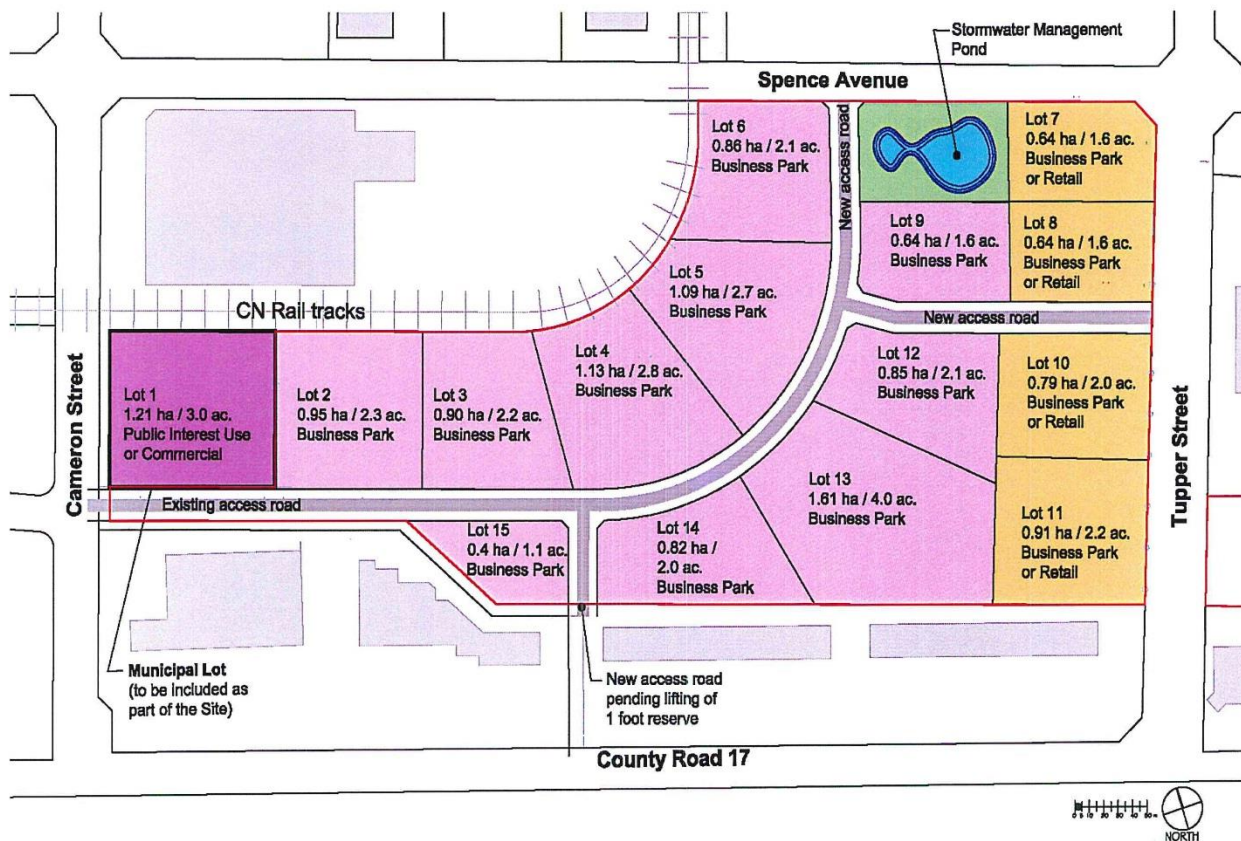 Stormwater Management
Pond
Spence Avenue
Lot 6
0.86 ha / 2.1 ac.
Business Park
New access road
Lot 7
0.64 ha / 1.6 ac.
Business Park
or Retail
Lot 9
0.64 ha / 1.6 ac.
Business Park
Lot 8
0.64 ha / 1.6 ac.
Business Park
or Retail
Lot 5
1.09 ha / 2.7 ac.
Business Park
CN Rail tracks
New access road
Cameron Street
Lot 1
1.21 ha / 3.0 ac.
Public Interest Use
or Commercial
Lot 2
0.95 ha / 2.3 ac.
Business Park
Lot 3
0.90 ha / 2.2 ac.
Business Park
Lot 4
1.13 ha / 2.8 ac.
Business Park
Lot 12
0.85 ha / 2.1 ac.
Business Park
Lot 10
0.79 ha / 2.0 ac.
Business Park
or Retail
Tupper Street
Existing access road
Lot 15
0.4 ha / 1.1 ac.
Business Park
Lot 14
0.82 ha /
2.0 ac.
Business Park
Lot 13
1.61 ha / 4.0 ac.
Business Park
Lot 11
0.91 ha / 2.2 ac.
Business Park
or Retail
Municipal Lot
(to be included as
part of the Site)
New access road
pending lifting of
1 foot reserve
County Road 17
NORTH